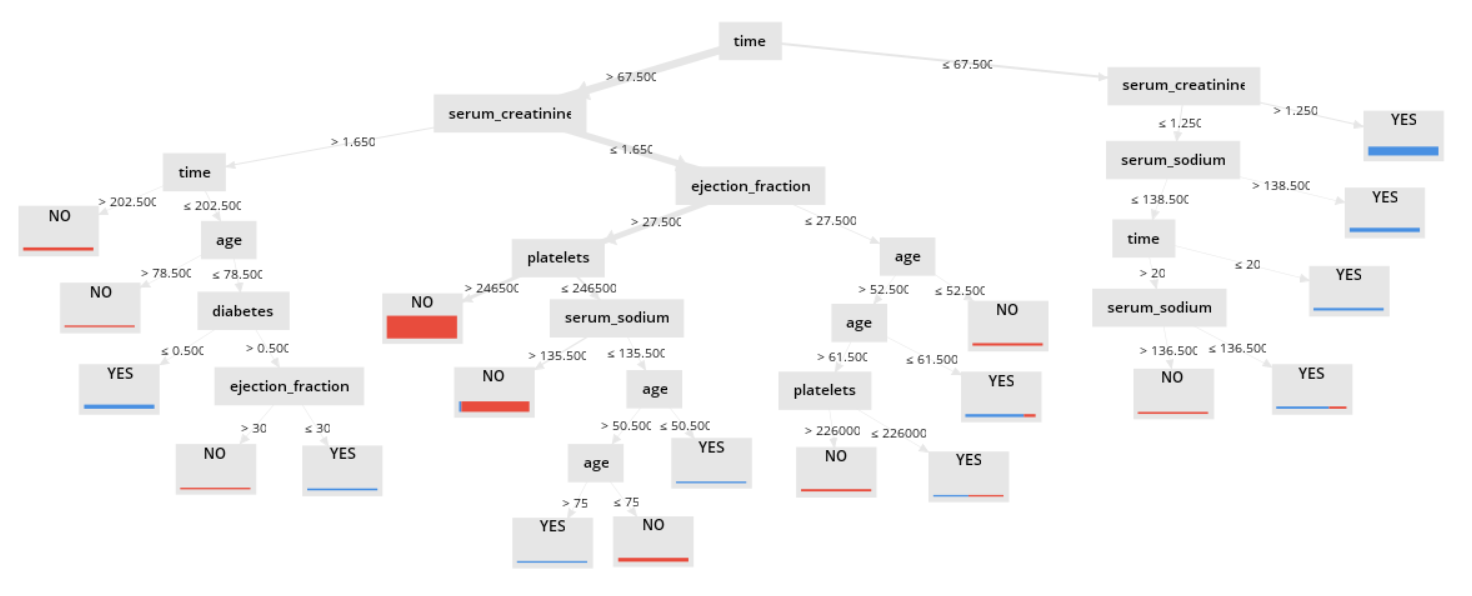 time
> 67.500
≤ 67.500
serum_creatinine
serum_creatinine
> 1.650
≤ 1.650
≤ 1.250
> 1.250
YES
time
ejection_fraction
serum_sodium
> 202.500
≤ 202.500
> 27.500
≤ 27.500
≤ 138.500
> 138.500
NO
age
platelets
age
time
YES
> 78.500
≤ 78.500
> 246500
≤ 246500
> 52.500
≤ 52.500
> 20
≤ 20
NO
diabetes
NO
serum_sodium
age
NO
serum_sodium
YES
≤ 0.500
> 0.500
> 135.500
≤ 135.500
> 61.500
≤ 61.500
> 136.500
≤ 136.500
YES
ejection_fraction
NO
age
platelets
YES
NO
YES
> 30
≤ 30
> 50.500
≤ 50.500
> 226000
≤ 226000
NO
YES
age
YES
NO
YES
> 75
≤ 75
YES
NO